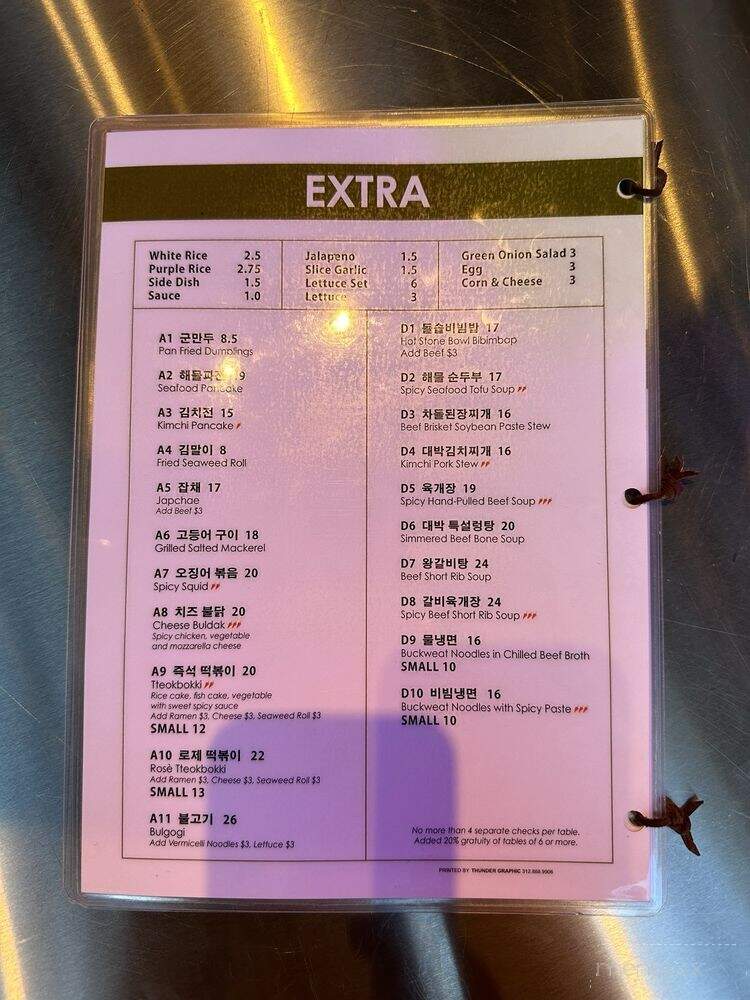 EXTRA
White Rice 2.5
Purple Rice 2.75
Side Dish 1.5
Sauce 1.0
Jalapeno 1.5
Slice Garlic 1.5
Lettuce Set 6
Lettuce 3
Green Onion Salad 3
Egg 3
Corn & Cheese 3
A1 군만두 8.5
Pan Fried Dumplings
A2 해물파전 9
Seafood Pancake
A3 김치전 15
Kimchi Pancake
A4 김말이 8
Fried Seaweed Roll
A5 잡채 17
Japchae
Add Beef $3
A6 고등어 구이 18
Grilled Salted Mackerel
A7 오징어 볶음 20
Spicy Squid
A8 치즈 불닭 20
Cheese Buldak
Spicy chicken, vegetable
and mozzarella cheese
A9 즉석 떡볶이 20
Tteokbokki
Rice cake, fish cake, vegetable
with sweet spicy sauce
Add Ramen $3, Cheese $3, Seaweed Roll $3
SMALL 12
A10 로제 떡볶이 22
Rosè Tteokbokki
Add Ramen $3, Cheese $3, Seaweed Roll $3
SMALL 13
A11 불고기 26
Bulgogi
Add Vermicelli Noodles $3, Lettuce $3
D1 돌솥비빔밥 17
Hot Stone Bowl Bibimbap
Add Beef $3
D2 해물 순두부 17
Spicy Seafood Tofu Soup
D3 차돌된장찌개 16
Beef Brisket Soybean Paste Stew
D4 대박김치찌개 16
Kimchi Pork Stew
D5 육개장 19
Spicy Hand-Pulled Beef Soup
D6 대박 특설렁탕 20
Simmered Beef Bone Soup
D7 왕갈비탕 24
Beef Short Rib Soup
D8 갈비육개장 24
Spicy Beef Short Rib Soup
D9 물냉면 16
Buckweat Noodles in Chilled Beef Broth
SMALL 10
D10 비빔냉면 16
Buckweat Noodles with Spicy Paste
SMALL 10
No more than 4 separate checks per table.
Added 20% gratuity of tables of 6 or more.
PRINTED BY THUNDER GRAPHIC 312.888.9906